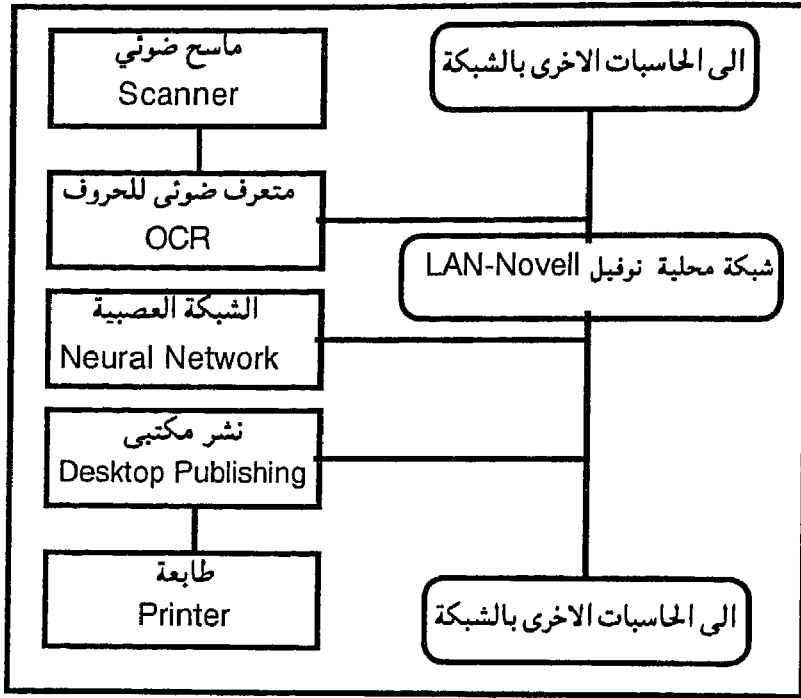 ماسح ضوئي
Scanner
الى الحاسبات الاخرى بالشبكة
متعرف ضوئى للحروف
OCR
شبكة محلية نوفيل LAN-Novell
الشبكة العصبية
Neural Network
نشر مكتبى
Desktop Publishing
طابعة
Printer
الى الحاسبات الاخرى بالشبكة